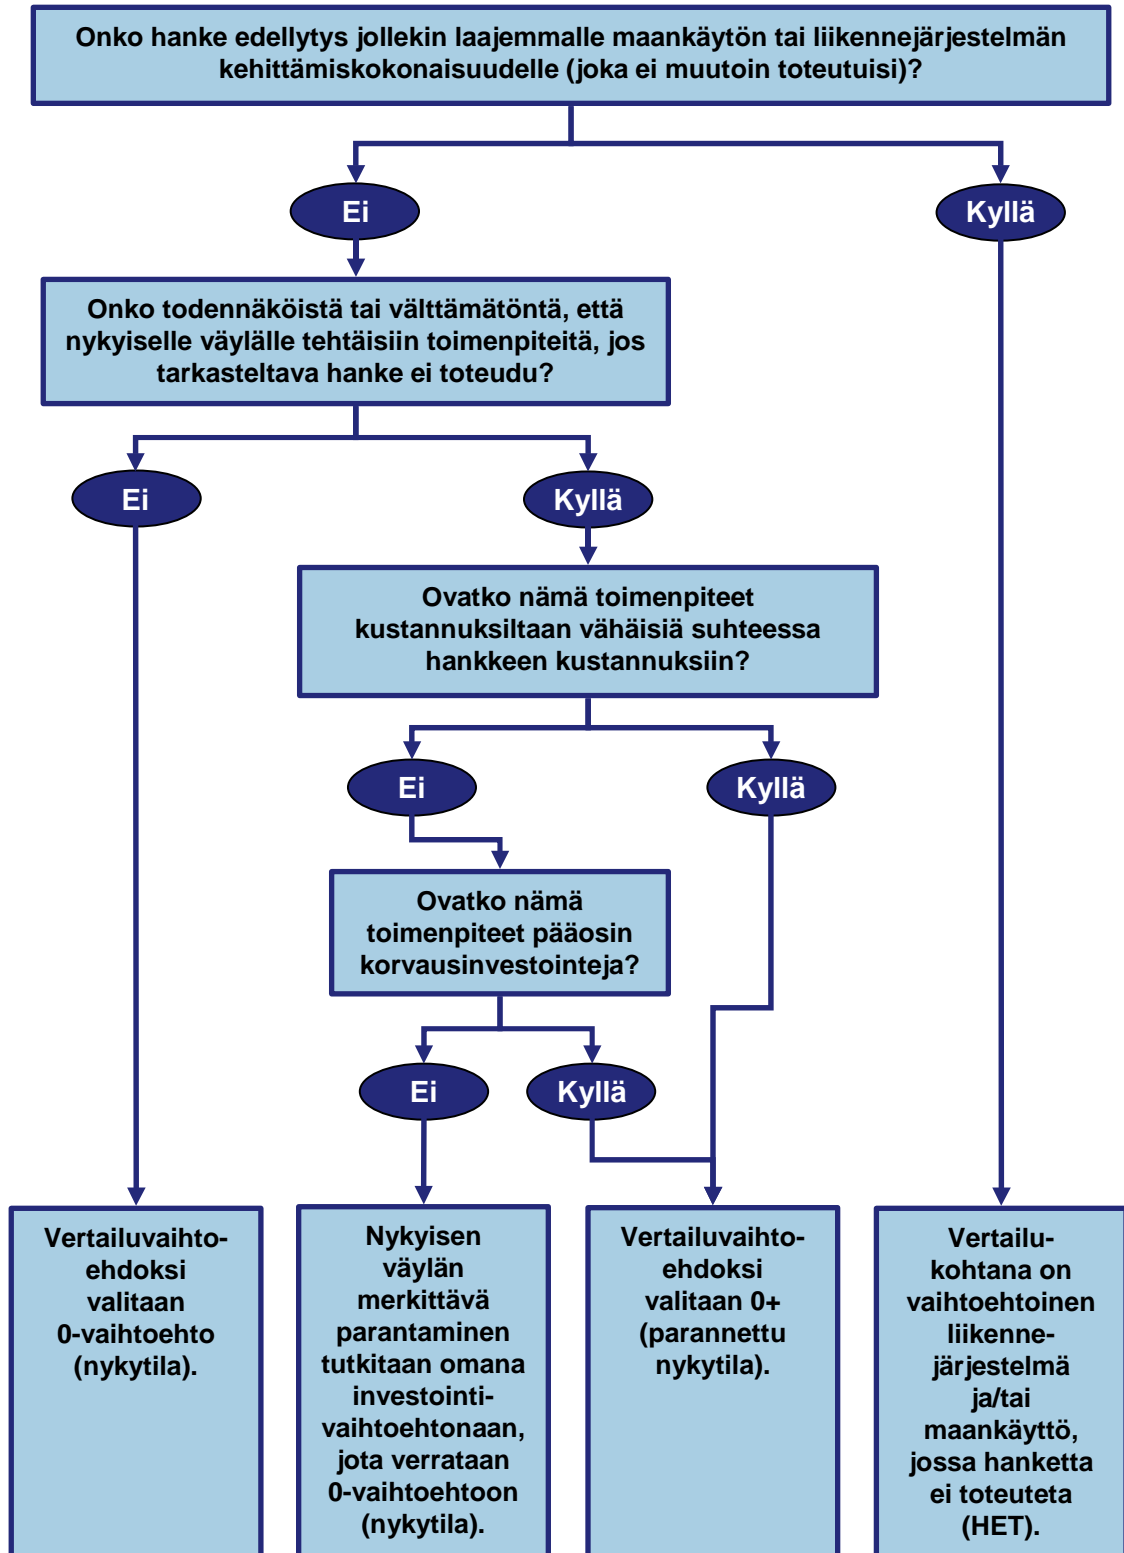 Onko hanke edellytys jollekin laajemmalle maankäytön tai liikennejärjestelmän
kehittämiskokonaisuudelle (joka ei muutoin toteutuisi)?
Ei
Kyllä
Onko todennäköistä tai välttämätöntä, että
nykyiselle väylälle tehtäisiin toimenpiteitä, jos
tarkasteltava hanke ei toteudu?
Ei
Kyllä
Ovatko nämä toimenpiteet
kustannuksiltaan vähäisiä suhteessa
hankkeen kustannuksiin?
Ei
Kyllä
Ovatko nämä
toimenpiteet pääosin
korvausinvestointeja?
Ei
Kyllä
Vertailuvaihto-
ehdoksi
valitaan
0-vaihtoehto
(nykytila).
Nykyisen
väylän
merkittävä
parantaminen
tutkitaan omana
investointi-
vaihtoehtonaan,
jota verrataan
0-vaihtoehtoon
(nykytila).
Vertailuvaihto-
ehdoksi
valitaan 0+
(parannettu
nykytila).
Vertailu-
kohtana on
vaihtoehtoinen
liikenne-
järjestelmä
ja/tai
maankäyttö,
jossa hanketta
ei toteuteta
(HET).